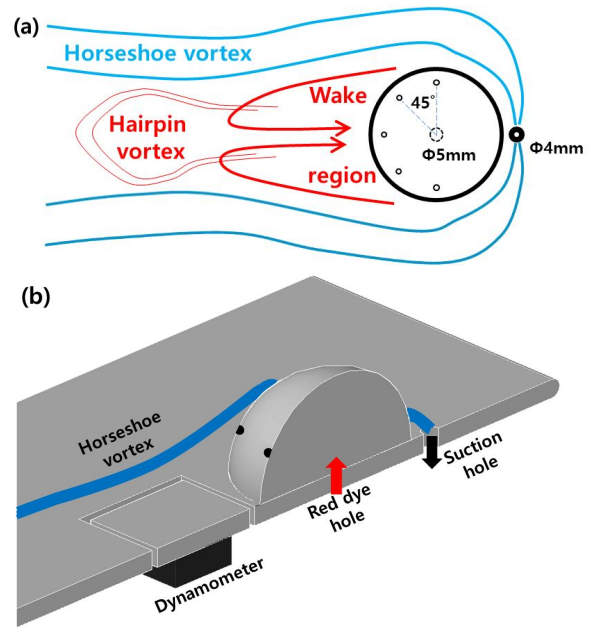 (a)
Horseshoe vortex
Wake
45°
Hairpin
vortex
Φ5mm
Φ4mm
region
(b)
Horseshoe
vortex
Suction
hole
Red dye
hole
Dynamometer